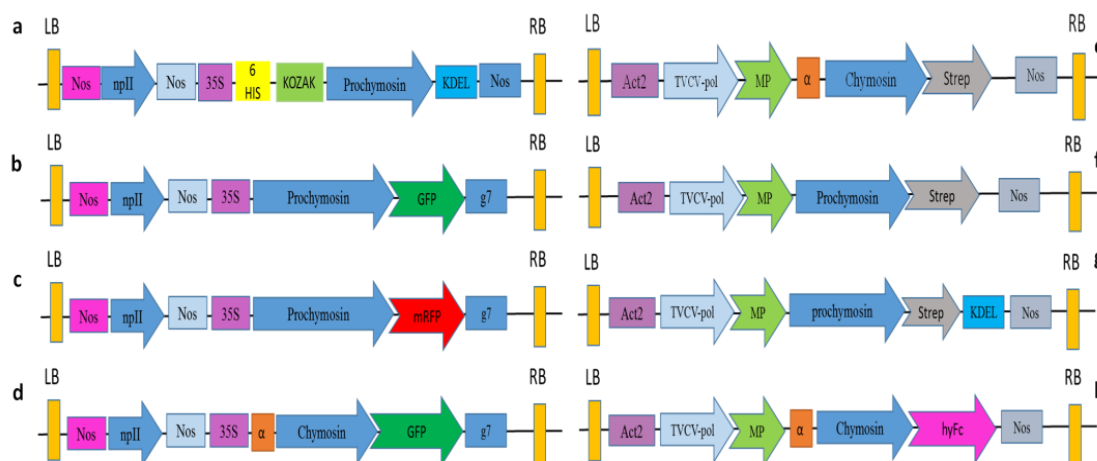 LB RB LB RB
a Nos npII Nos 35S 6 HIS KOZAK Prochymosin KDEL Nos
Act2 TVCV-pol MP α Chymosin Strep Nos
LB RB LB RB
b Nos npII Nos 35S Prochymosin GFP g7
Act2 TVCV-pol MP Prochymosin Strep Nos
LB RB LB RB
c Nos npII Nos 35S Prochymosin mRFP g7
g Act2 TVCV-pol MP prochymosin Strep KDEL Nos
LB RB LB RB
d Nos npII Nos 35S α Chymosin GFP g7
Act2 TVCV-pol MP α Chymosin hyFc Nos